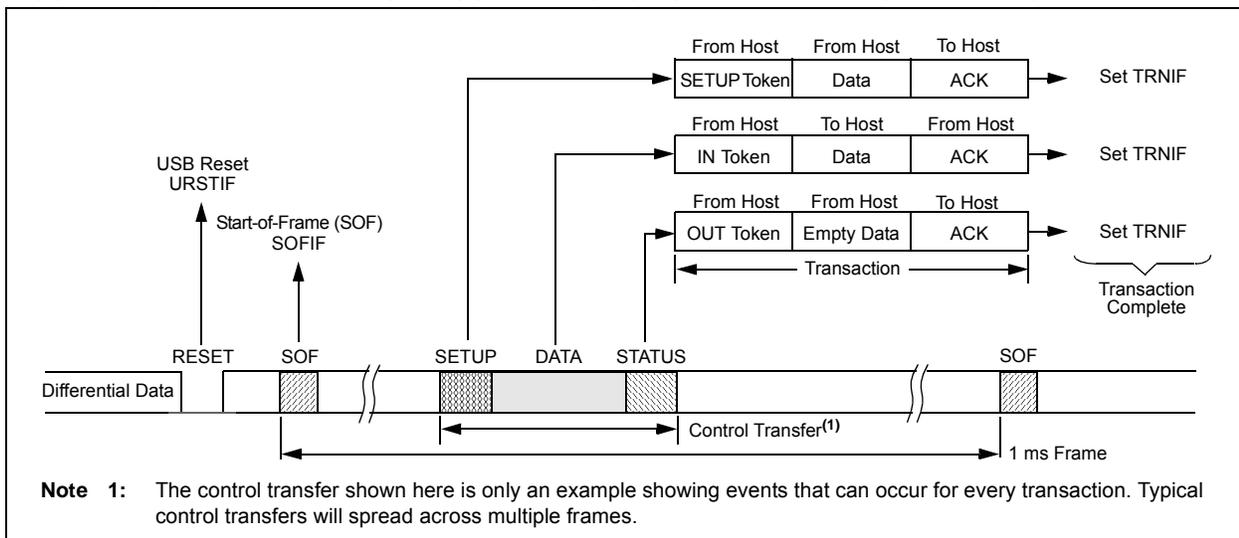 From Host From Host To Host
SETUP Token Data ACK Set TRNIF
From Host To Host From Host
IN Token Data ACK Set TRNIF
USB Reset
URSTIF
From Host From Host To Host
Start-of-Frame (SOF)
SOFIF
OUT Token Empty Data ACK Set TRNIF
Transaction
Transaction
Complete
RESET SOF SETUP DATA STATUS SOF
Differential Data
Control Transfer(1)
1 ms Frame
Note 1: The control transfer shown here is only an example showing events that can occur for every transaction. Typical
control transfers will spread across multiple frames.